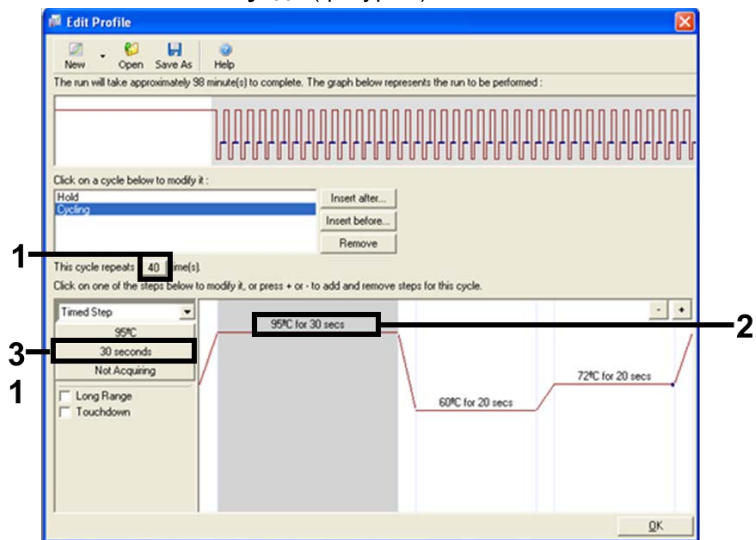 Edit Profile
New Open Save As Help
The run will take approximately 98 minute(s) to complete. The graph below represents the run to be performed :
Click on a cycle below to modify it :
Hold
Cycling
Insert after...
Insert before...
Remove
1
This cycle repeats 40 time(s).
Click on one of the steps below to modify it, or press + or - to add and remove steps for this cycle.
Timed Step
- +
95ºC
95ºC for 30 secs
2
3
30 seconds
Not Acquiring
1
Long Range
Touchdown
60ºC for 20 secs
72ºC for 20 secs
OK